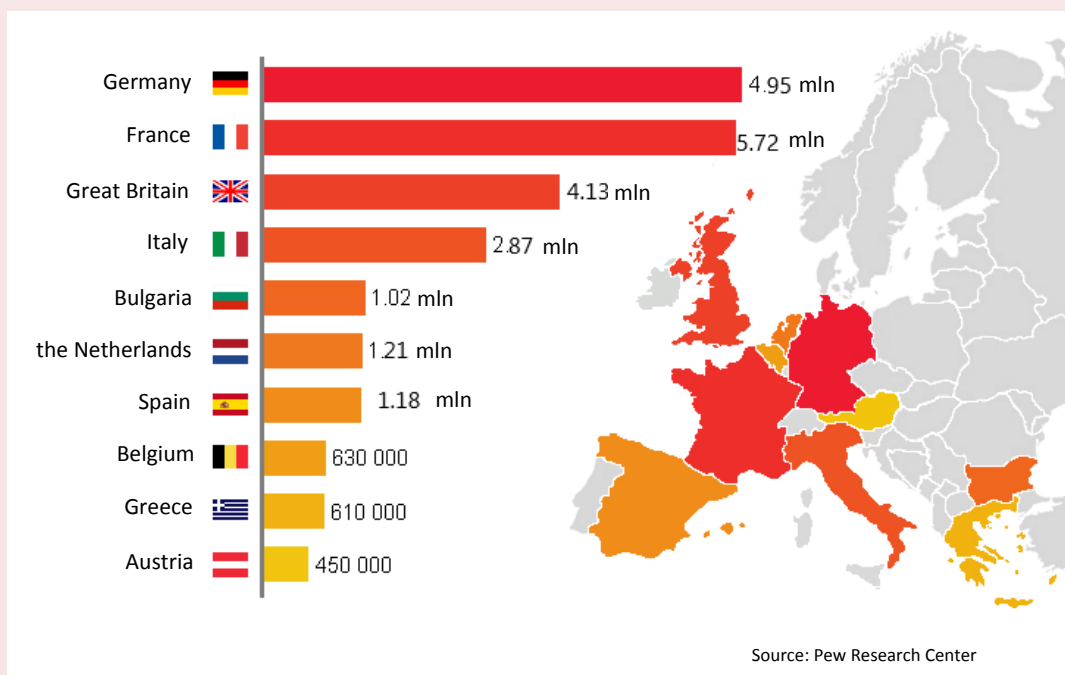 Germany 4.95 mln
France 5.72 mln
Great Britain 4.13 mln
Italy 2.87 mln
Bulgaria 1.02 mln
the Netherlands 1.21 mln
Spain 1.18 mln
Belgium 630 000
Greece 610 000
Austria 450 000
Source: Pew Research Center